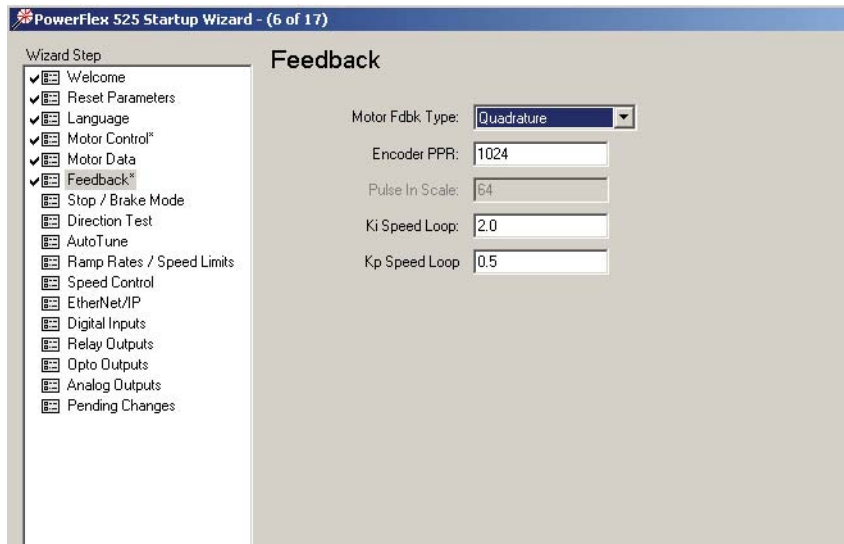 PowerFlex 525 Startup Wizard - (6 of 17)
Wizard Step
Welcome
Reset Parameters
Language
Motor Control*
Motor Data
Feedback*
Stop / Brake Mode
Direction Test
AutoTune
Ramp Rates / Speed Limits
Speed Control
EtherNet/IP
Digital Inputs
Relay Outputs
Opto Outputs
Analog Outputs
Pending Changes
Feedback
Motor Fdbk Type: Quadrature
Encoder PPR: 1024
Pulse In Scale: 64
Ki Speed Loop: 2.0
Kp Speed Loop 0.5